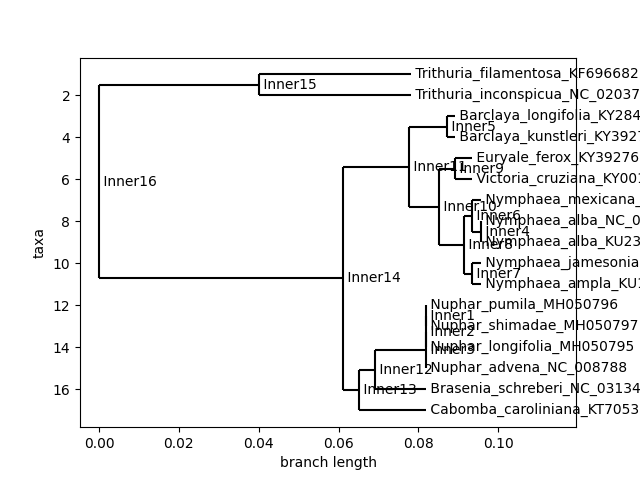 Trithuria_filamentosa_KF696682
Inner15
Trithuria_inconspicua_NC_02037
Barclaya_longifolia_KY284
Inner5
Barclaya_kunstleri_KY3927
Euryale_ferox_KY39276
Inner11
Inner9
Victoria_cruziana_KY001
Inner16
Nymphaea_mexicana_
Inner10
Inner6
Nymphaea_alba_NC_0
Inner4
Nymphaea_alba_KU23
Inner8
Nymphaea_jamesonia
Inner7
Inner14
Nymphaea_ampla_KU1
Nuphar_pumila_MH050796
Inner1
Nuphar_shimadae_MH050797
Inner2
Nuphar_longifolia_MH050795
Inner3
Nuphar_advena_NC_008788
Inner12
Inner13
Brasenia_schreberi_NC_03134
Cabomba_caroliniana_KT7053
2
4
6
8
10
12
14
16
taxa
0.00 0.02 0.04 0.06 0.08 0.10
branch length